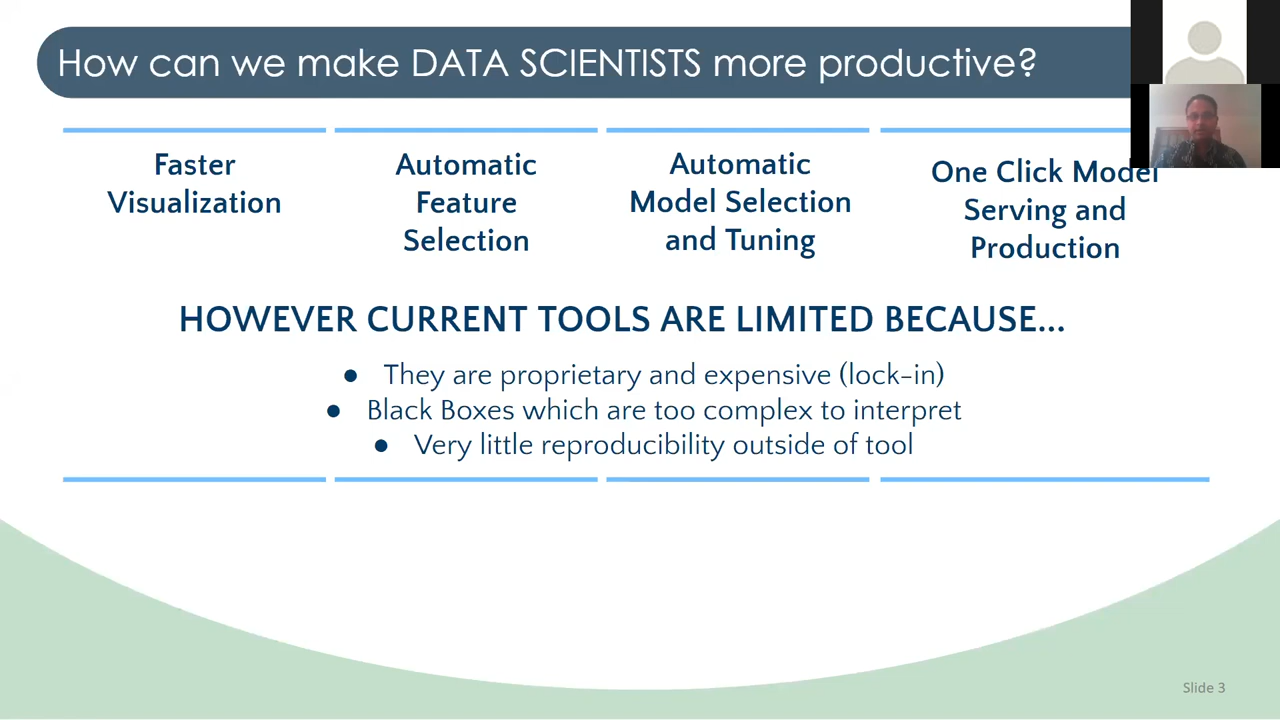 How can we make DATA SCIENTISTS more productive?
Faster
Visualization
Automatic
Feature
Selection
Automatic
Model Selection
and Tuning
One Click Model
Serving and
Production
HOWEVER CURRENT TOOLS ARE LIMITED BECAUSE...
● They are proprietary and expensive (lock-in)
● Black Boxes which are too complex to interpret
● Very little reproducibility outside of tool
Slide 3